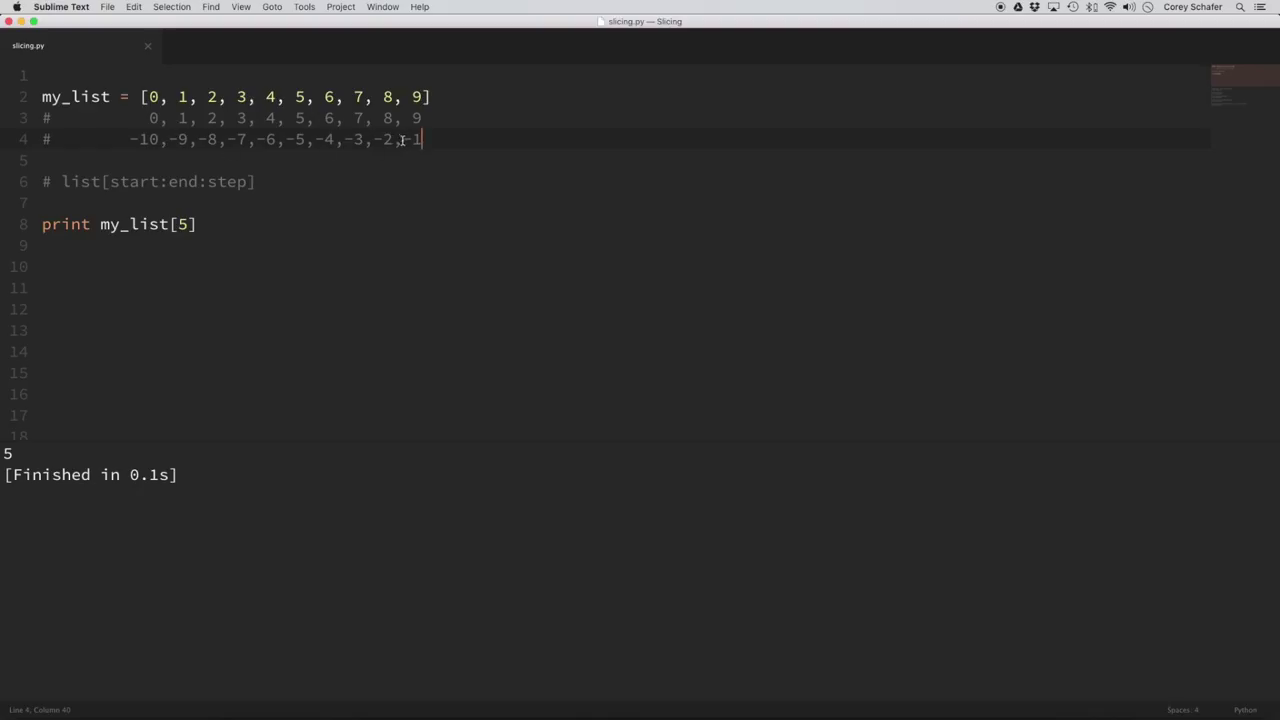 Sublime Text File Edit Selection Find View Goto Tools Project Window Help Corey Schafer
slicing.py — Slicing
slicing.py
1
2 my_list = [0, 1, 2, 3, 4, 5, 6, 7, 8, 9]
3 #          0, 1, 2, 3, 4, 5, 6, 7, 8, 9
4 #        -10,-9,-8,-7,-6,-5,-4,-3,-2,-1
5
6 # list[start:end:step]
7
8 print my_list[5]
9
10
11
12
13
14
15
16
17
18
5
[Finished in 0.1s]
Line 4, Column 40 Spaces: 4 Python